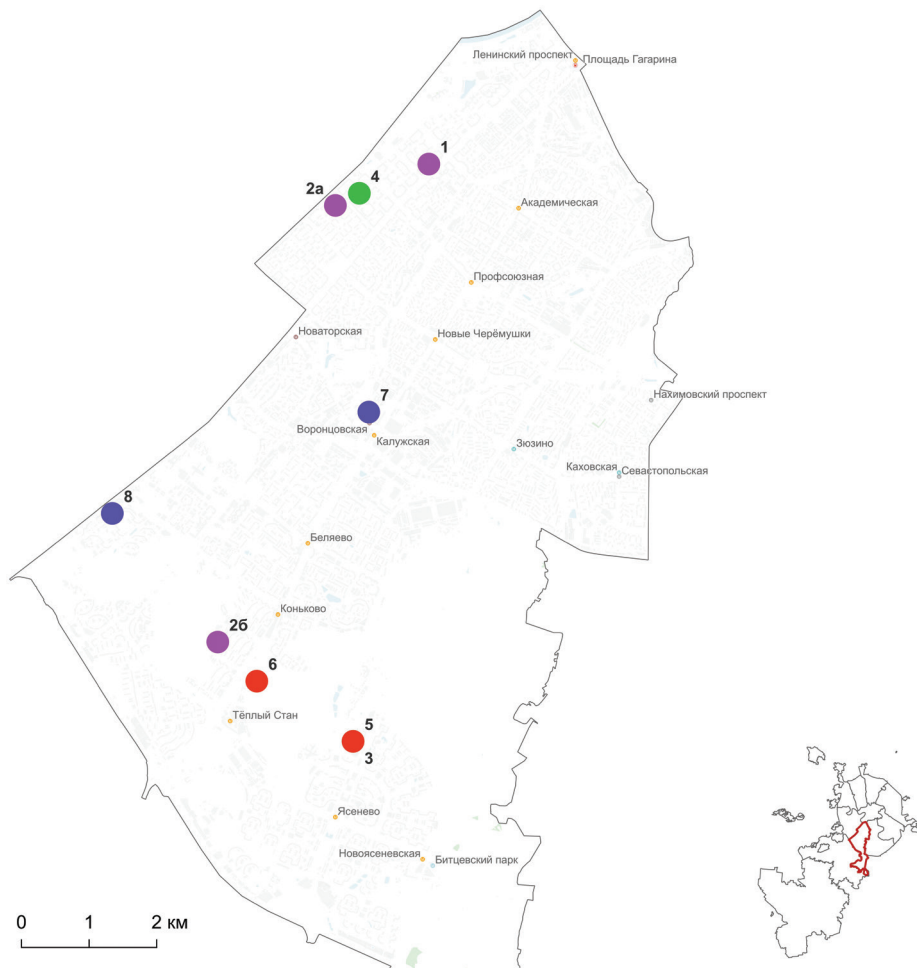 Ленинский проспект
Площадь Гагарина
1
4
2а
Академическая
Профсоюзная
Новаторская
Новые Черёмушки
7
Нахимовский проспект
Воронцовская
Калужская
Зюзино
Каховская
Севастопольская
8
Беляево
Коньково
2б
6
Тёплый Стан
5
3
Ясенево
Новоясеневская
Битцевский парк
0 1 2 км